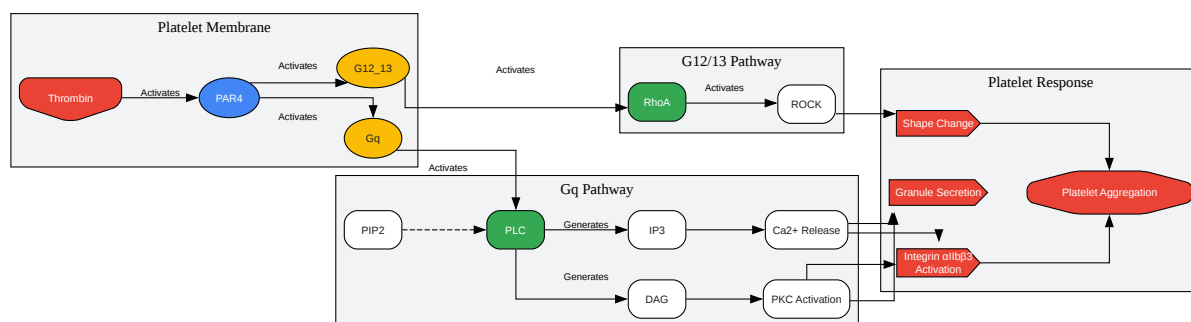 Platelet Membrane
Thrombin
Activates
PAR4
Activates
Activates
G12_13
Gq
Activates
Activates
G12/13 Pathway
RhoA
Activates
ROCK
Gq Pathway
PIP2
PLC
Generates
Generates
IP3
DAG
Ca2+ Release
PKC Activation
Platelet Response
Shape Change
Granule Secretion
Integrin αIIbβ3
Activation
Platelet Aggregation